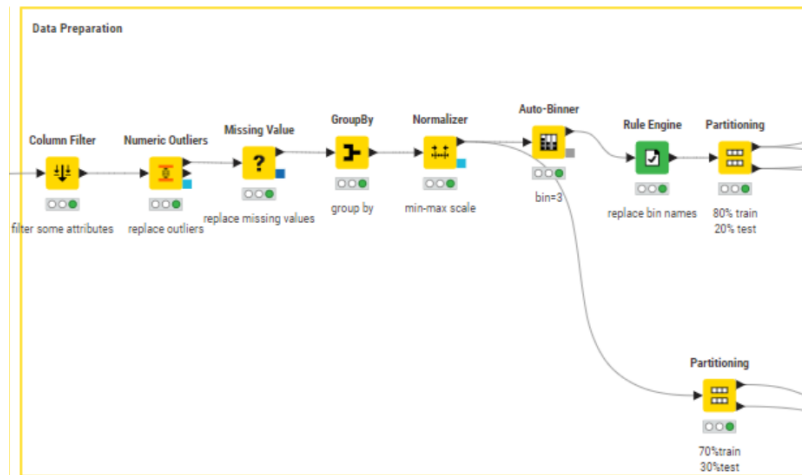 Data Preparation
Column Filter
filter some attributes
Numeric Outliers
replace outliers
Missing Value
?
replace missing values
GroupBy
group by
Normalizer
min-max scale
Auto-Binner
bin=3
Rule Engine
replace bin names
Partitioning
80% train
20% test
Partitioning
70%train
30%test